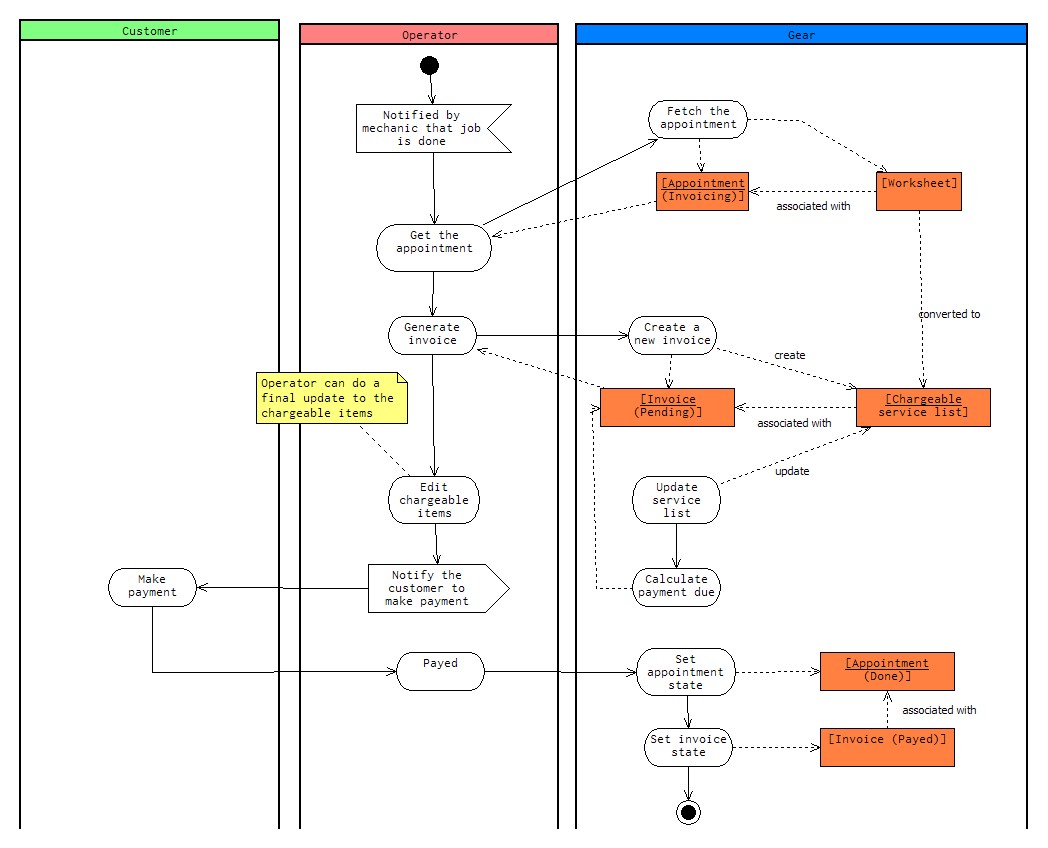 Customer
Operator
Gear
Notified by
mechanic that job
is done
Fetch the
appointment
[Appointment
(Invoicing)]
[Worksheet]
associated with
Get the
appointment
converted to
Generate
invoice
Create a
new invoice
create
Operator can do a
final update to the
chargeable items
[Invoice
(Pending)]
[Chargeable
service list]
associated with
update
Edit
chargeable
items
Update
service
list
Make
payment
Notify the
customer to
make payment
Calculate
payment due
Payed
Set
appointment
state
[Appointment
(Done)]
associated with
Set invoice
state
[Invoice (Payed)]